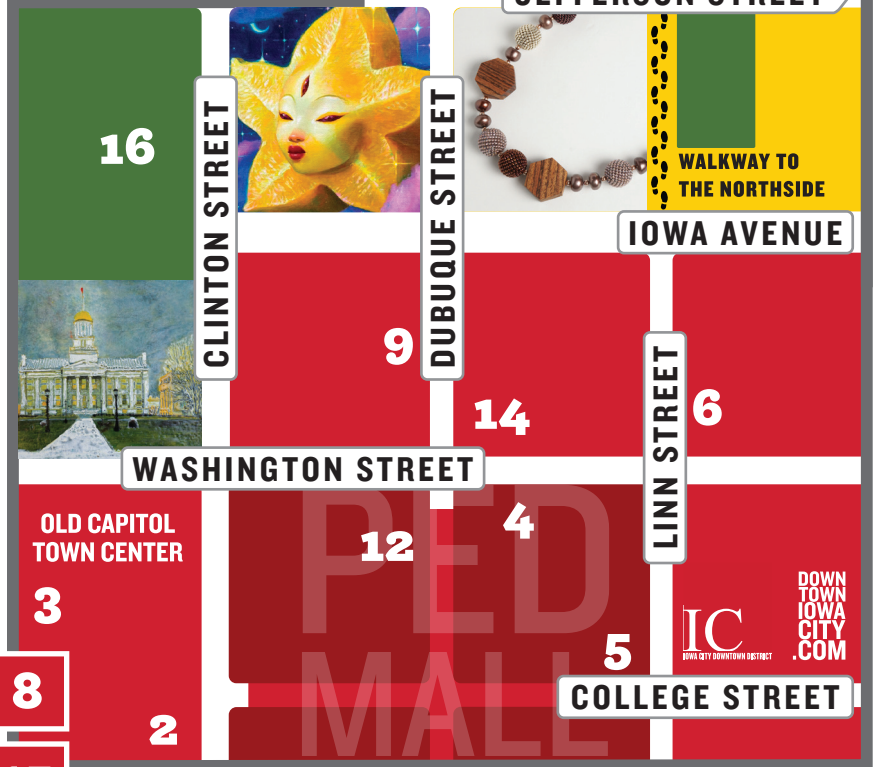 JEFFERSON STREET
16
CLINTON STREET
DUBUQUE STREET
WALKWAY TO
THE NORTHSIDE
IOWA AVENUE
9
14
LINN STREET
6
WASHINGTON STREET
OLD CAPITOL
TOWN CENTER
3
PED
MALL
12
4
5
IC
IOWA CITY DOWNTOWN DISTRICT
DOWN
TOWN
IOWA
CITY
.COM
8
COLLEGE STREET
2